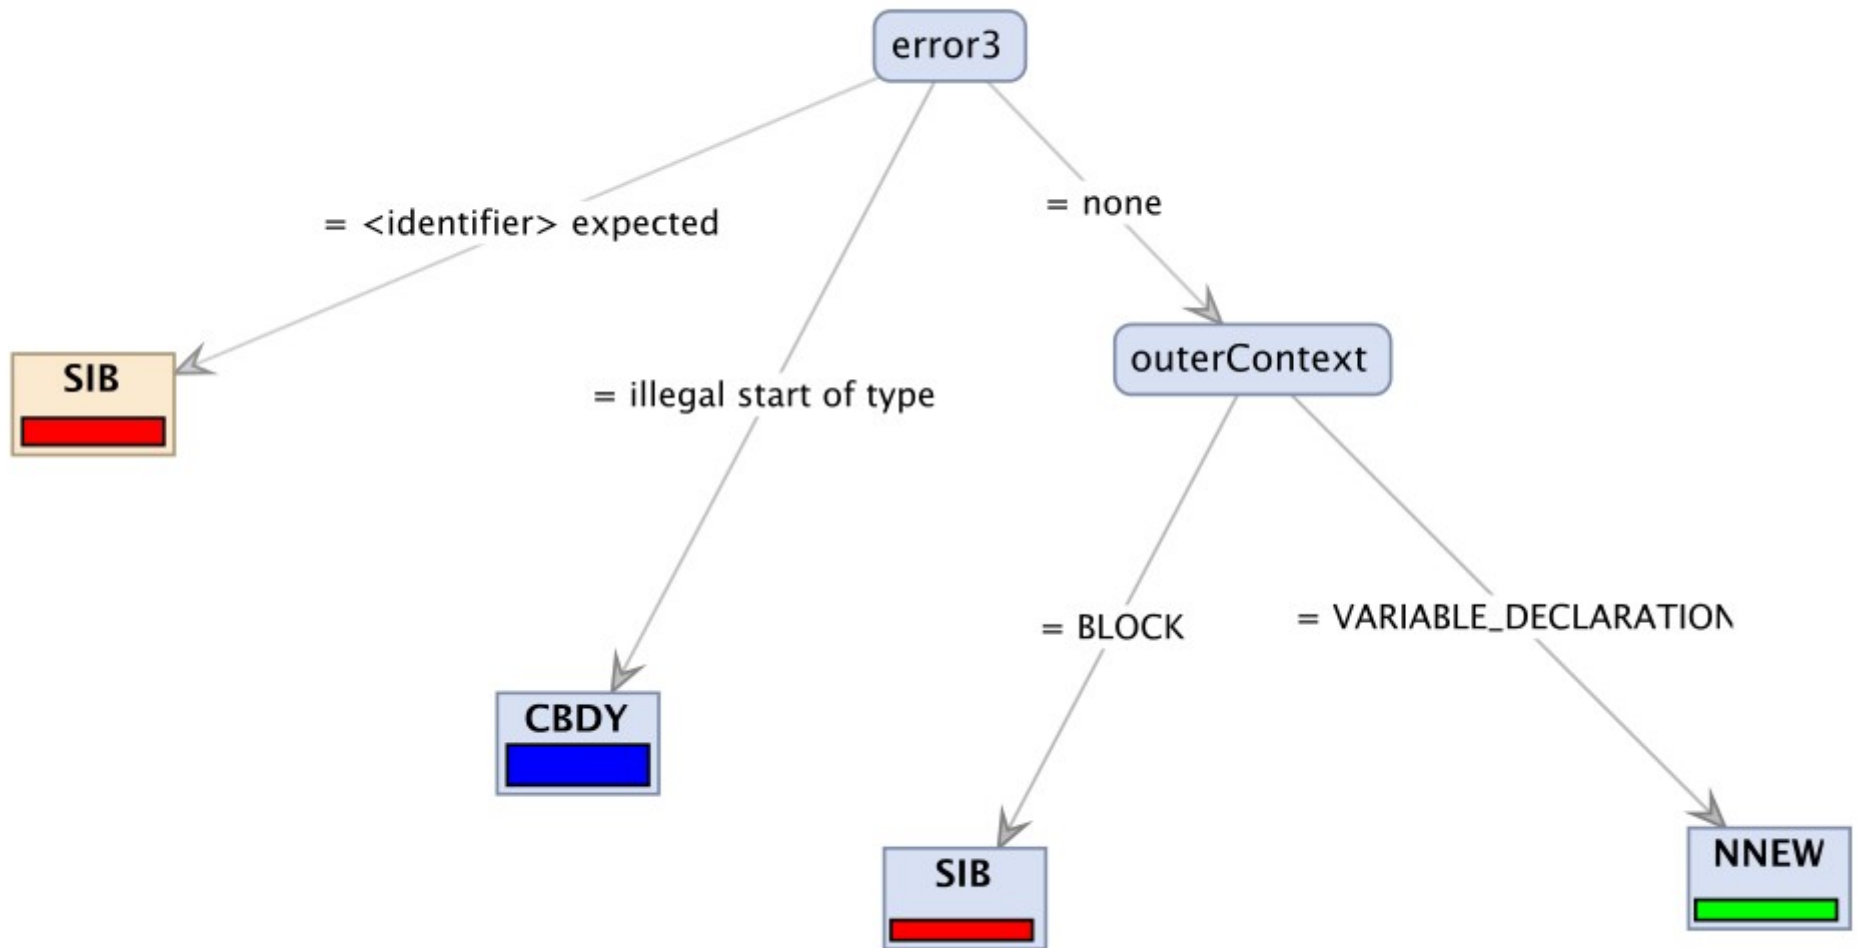 error3
= none
= <identifier> expected
outerContext
SIB
= illegal start of type
= VARIABLE_DECLARATION
= BLOCK
CBDY
NNEW
SIB